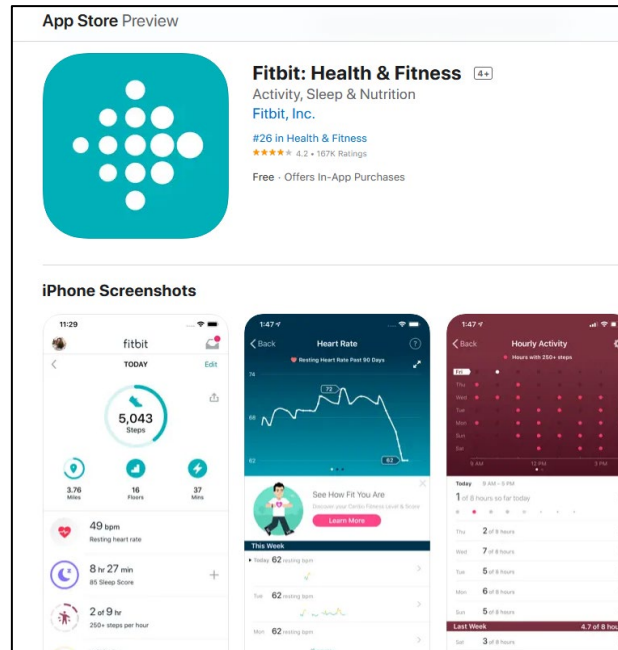 App Store Preview
Fitbit: Health & Fitness 4+
Activity, Sleep & Nutrition
Fitbit, Inc.
#26 in Health & Fitness
4.2 • 167K Ratings
Free · Offers In-App Purchases
iPhone Screenshots
11:29
fitbit
TODAY
Edit
5,043
Steps
3.76
Miles
16
Floors
37
Mins
49 bpm
Resting heart rate
8 hr 27 min
85 Sleep Score
2 of 9 hr
250+ steps per hour
1:47
Back
Heart Rate
?
Resting Heart Rate Past 90 Days
74
72
62
62
See How Fit You Are
Discover your Cardio Fitness Level & Score
Learn More
This Week
Today 62 resting bpm
Tue 62 resting bpm
Mon 62 resting bpm
1:47
Back
Hourly Activity
Hours with 250+ steps
Fri
Thu
Wed
Tue
Mon
Sun
Sat
9 AM
12 PM
3 PM
Today 8 AM - 5 PM
1 of 8 hours so far today
Thu 2 of 8 hours
Wed 7 of 8 hours
Tue 5 of 8 hours
Mon 6 of 8 hours
Sun 5 of 8 hours
Last Week 4.7 of 8 hou
Sat 3 of 8 hours